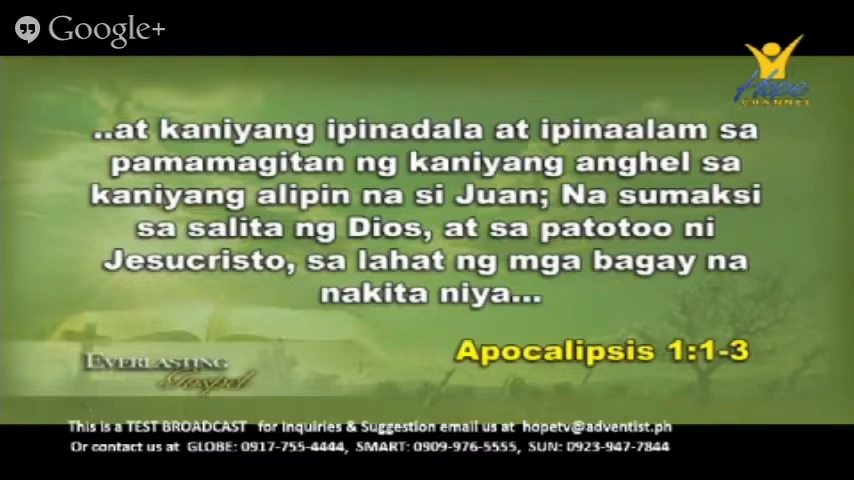 Google+
Hope
CHANNEL
..at kaniyang ipinadala at ipinaalam sa
pamamagitan ng kaniyang anghel sa
kaniyang alipin na si Juan; Na sumaksi
sa salita ng Dios, at sa patotoo ni
Jesucristo, sa lahat ng mga bagay na
nakita niya...
Apocalipsis 1:1-3
EVERLASTING
Gospel
This is a TEST BROADCAST for Inquiries & Suggestion email us at hopetv@adventist.ph
Or contact us at GLOBE: 0917-755-4444, SMART: 0909-976-5555, SUN: 0923-947-7844